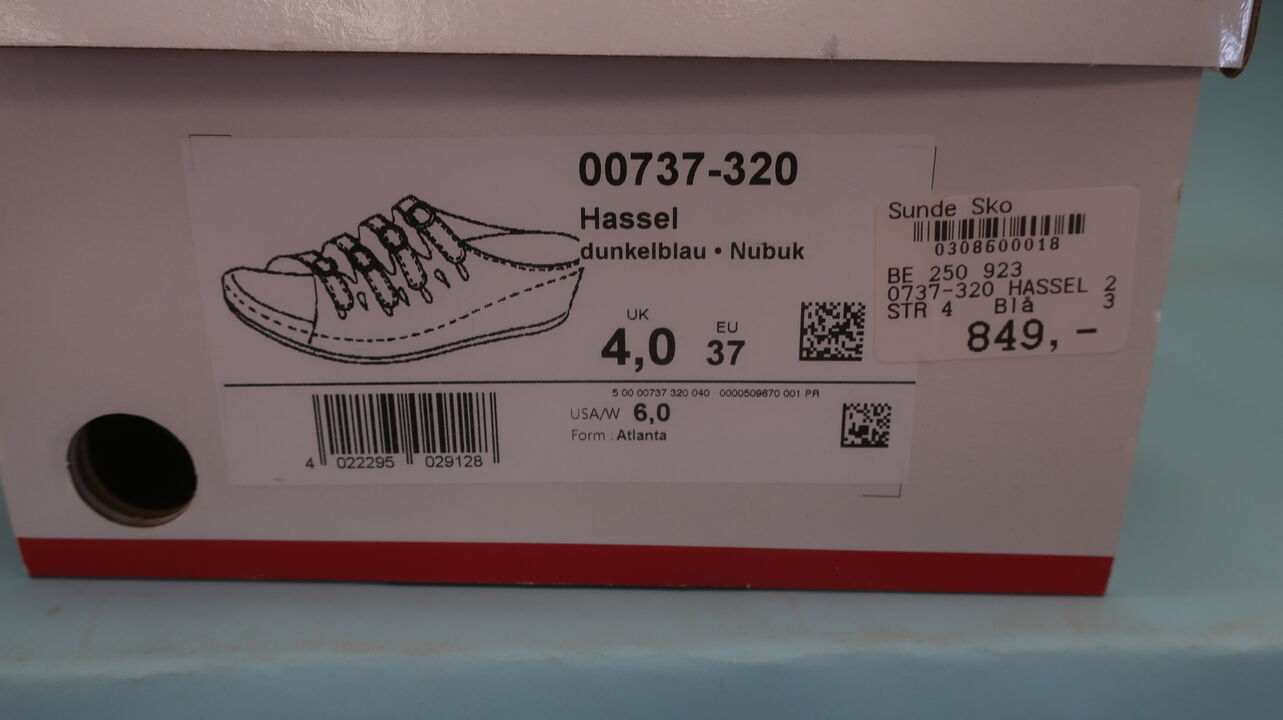 00737-320
Hassel
dunkelblau • Nubuk
UK
4,0
EU
37
5 00 00737 320 040 0000509670 001 PR
USA/W 6,0
Form : Atlanta
4 022295 029128
Sunde Sko
0308600018
BE 250 923
0737-320 HASSEL 2
STR 4 Blå 3
849,-